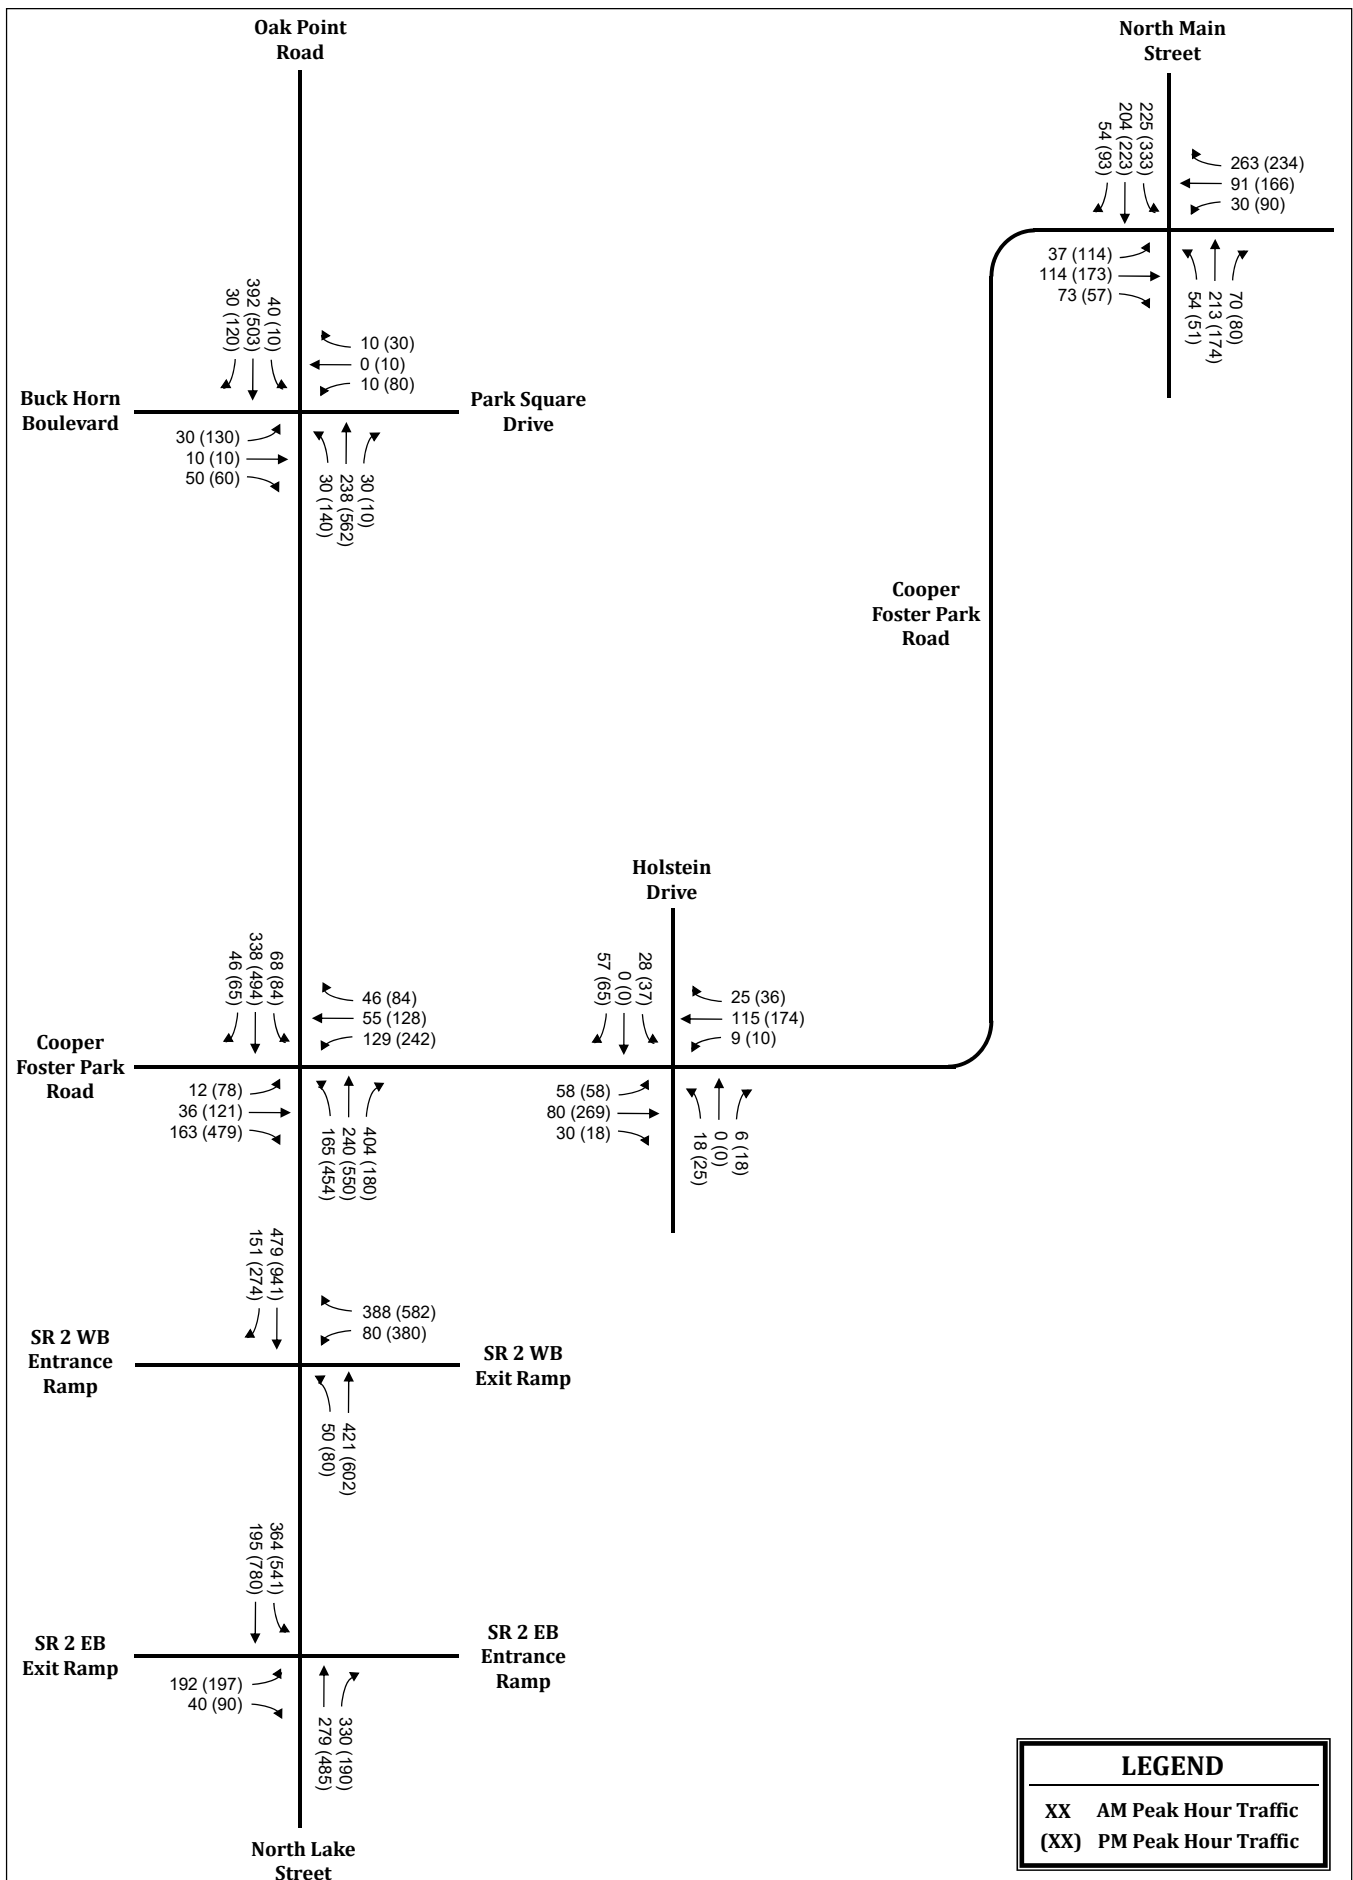 Oak Point
Road
North Main
Street
225 (333)
204 (223)
54 (93)
263 (234)
91 (166)
30 (90)
37 (114)
114 (173)
73 (57)
70 (80)
213 (174)
54 (51)
40 (10)
392 (503)
30 (120)
10 (30)
0 (10)
10 (80)
Buck Horn
Boulevard
Park Square
Drive
30 (130)
10 (10)
50 (60)
30 (10)
238 (562)
30 (140)
Cooper
Foster Park
Road
Holstein
Drive
68 (84)
338 (494)
46 (65)
46 (84)
55 (128)
129 (242)
28 (37)
0 (0)
57 (65)
25 (36)
115 (174)
9 (10)
Cooper
Foster Park
Road
12 (78)
36 (121)
163 (479)
404 (180)
240 (550)
165 (454)
58 (58)
80 (269)
30 (18)
6 (18)
0 (0)
18 (25)
479 (941)
151 (274)
388 (582)
80 (380)
SR 2 WB
Entrance
Ramp
SR 2 WB
Exit Ramp
421 (602)
50 (80)
364 (541)
195 (780)
SR 2 EB
Exit Ramp
SR 2 EB
Entrance
Ramp
192 (197)
40 (90)
330 (190)
279 (485)
North Lake
Street
LEGEND
XX AM Peak Hour Traffic
(XX) PM Peak Hour Traffic